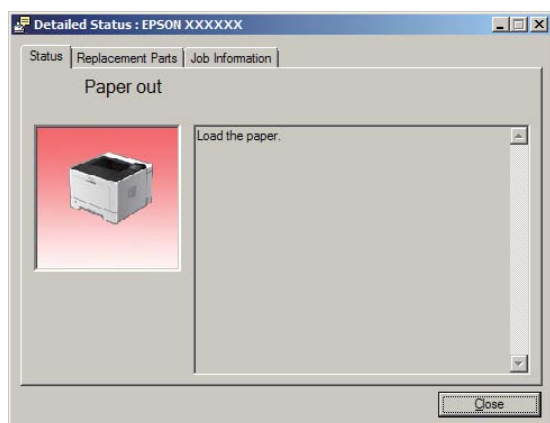 Detailed Status : EPSON XXXXXX
Status Replacement Parts Job Information
Paper out
Load the paper.
Close